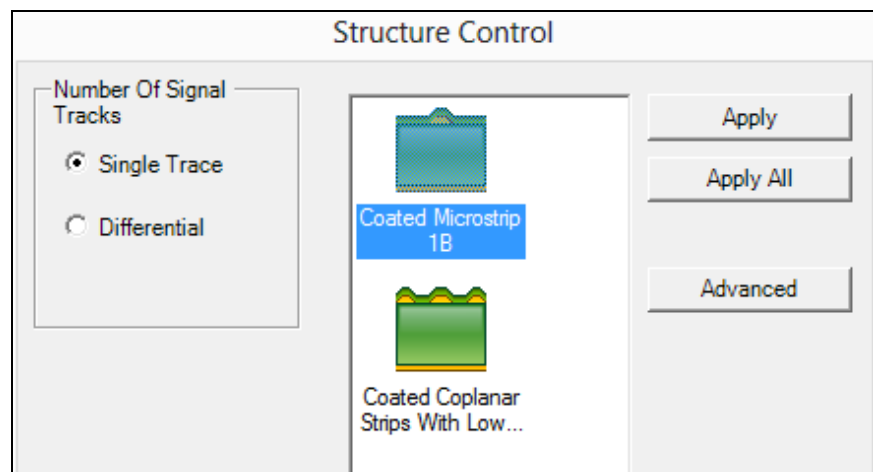 Structure Control
Number Of Signal
Tracks
Single Trace
Differential
Coated Microstrip
1B
Coated Coplanar
Strips With Low...
Apply
Apply All
Advanced